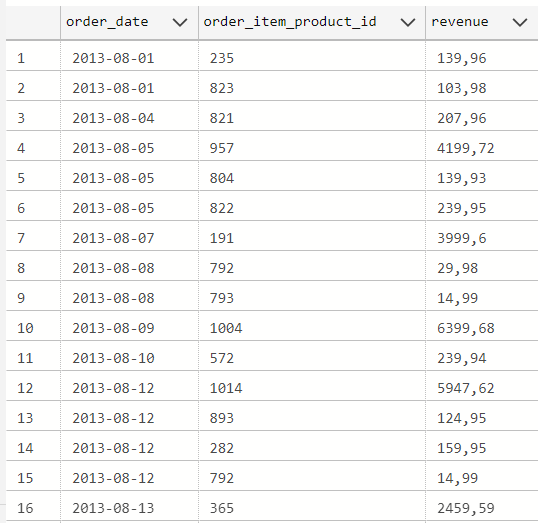 order_date order_item_product_id revenue
1 2013-08-01 235 139,96
2 2013-08-01 823 103,98
3 2013-08-04 821 207,96
4 2013-08-05 957 4199,72
5 2013-08-05 804 139,93
6 2013-08-05 822 239,95
7 2013-08-07 191 3999,6
8 2013-08-08 792 29,98
9 2013-08-08 793 14,99
10 2013-08-09 1004 6399,68
11 2013-08-10 572 239,94
12 2013-08-12 1014 5947,62
13 2013-08-12 893 124,95
14 2013-08-12 282 159,95
15 2013-08-12 792 14,99
16 2013-08-13 365 2459,59